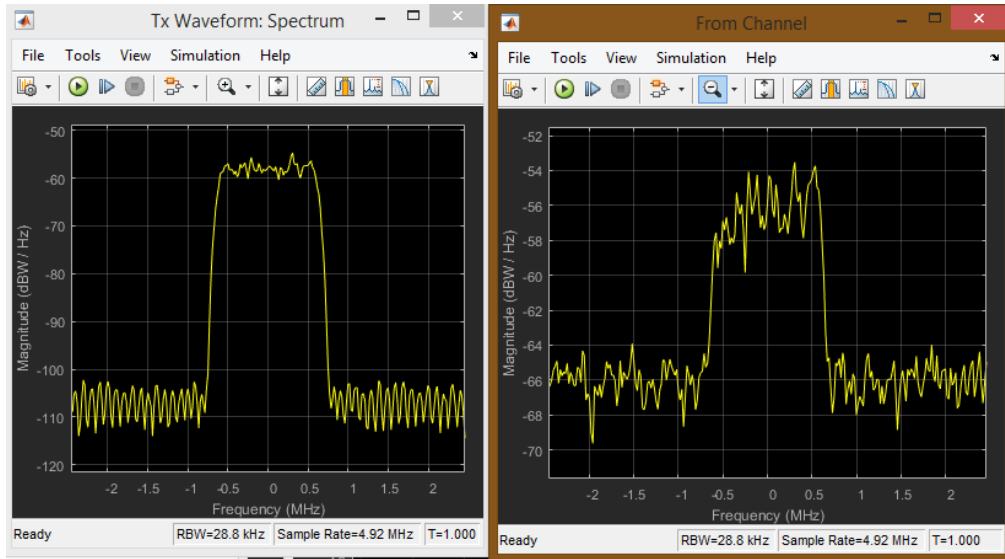 Tx Waveform: Spectrum
File Tools View Simulation Help
-50
-60
-70
-80
-90
-100
-110
-120
Magnitude (dBW / Hz)
-2 -1.5 -1 -0.5 0 0.5 1 1.5 2
Frequency (MHz)
Ready RBW=28.8 kHz Sample Rate=4.92 MHz T=1.000
From Channel
File Tools View Simulation Help
-52
-54
-56
-58
-60
-62
-64
-66
-68
-70
Magnitude (dBW / Hz)
-2 -1.5 -1 -0.5 0 0.5 1 1.5 2
Frequency (MHz)
Ready RBW=28.8 kHz Sample Rate=4.92 MHz T=1.000